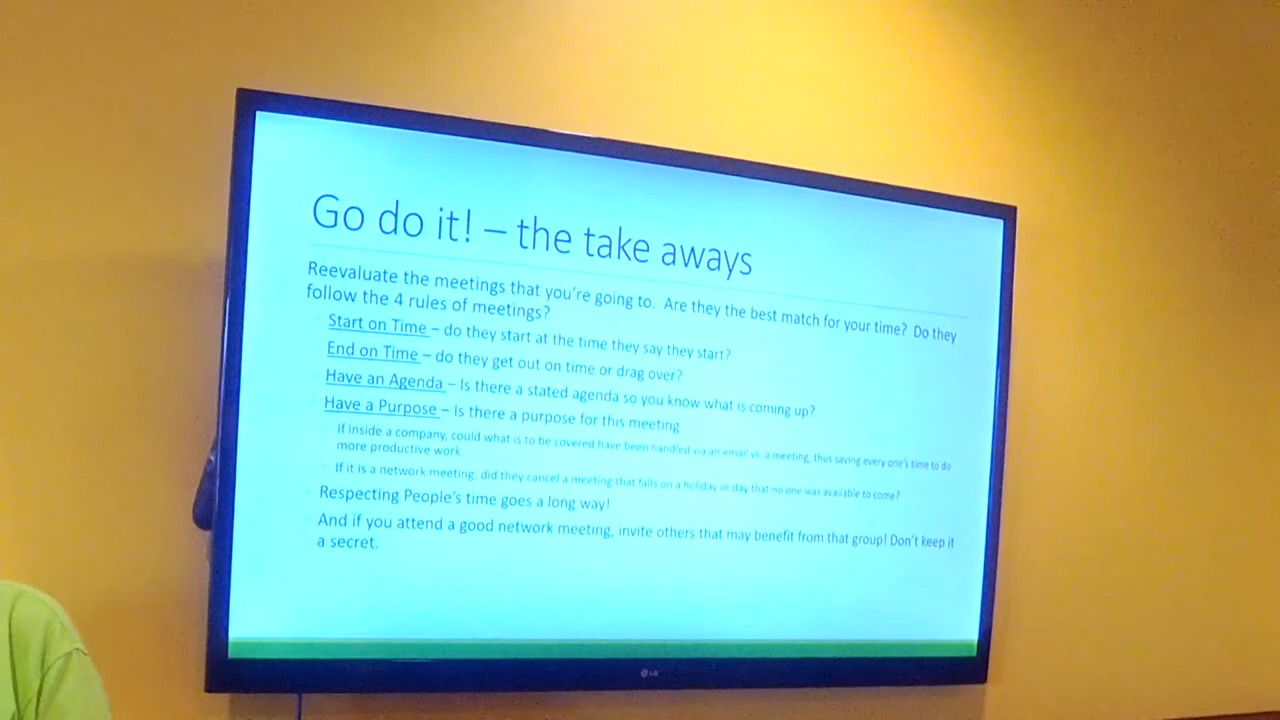 Go do it! – the take aways
Reevaluate the meetings that you're going to. Are they the best match for your time? Do they
follow the 4 rules of meetings?
Start on Time – do they start at the time they say they start?
End on Time – do they get out on time or drag over?
Have an Agenda – Is there a stated agenda so you know what is coming up?
Have a Purpose – Is there a purpose for this meeting
If inside a company, could what is to be covered have been handled via an email vs. a meeting, thus saving every one's time to do
more productive work.
If it is a network meeting, did they cancel a meeting that falls on a holiday or day that no one was available to come?
Respecting People's time goes a long way!
And if you attend a good network meeting, invite others that may benefit from that group! Don't keep it
a secret.
LG